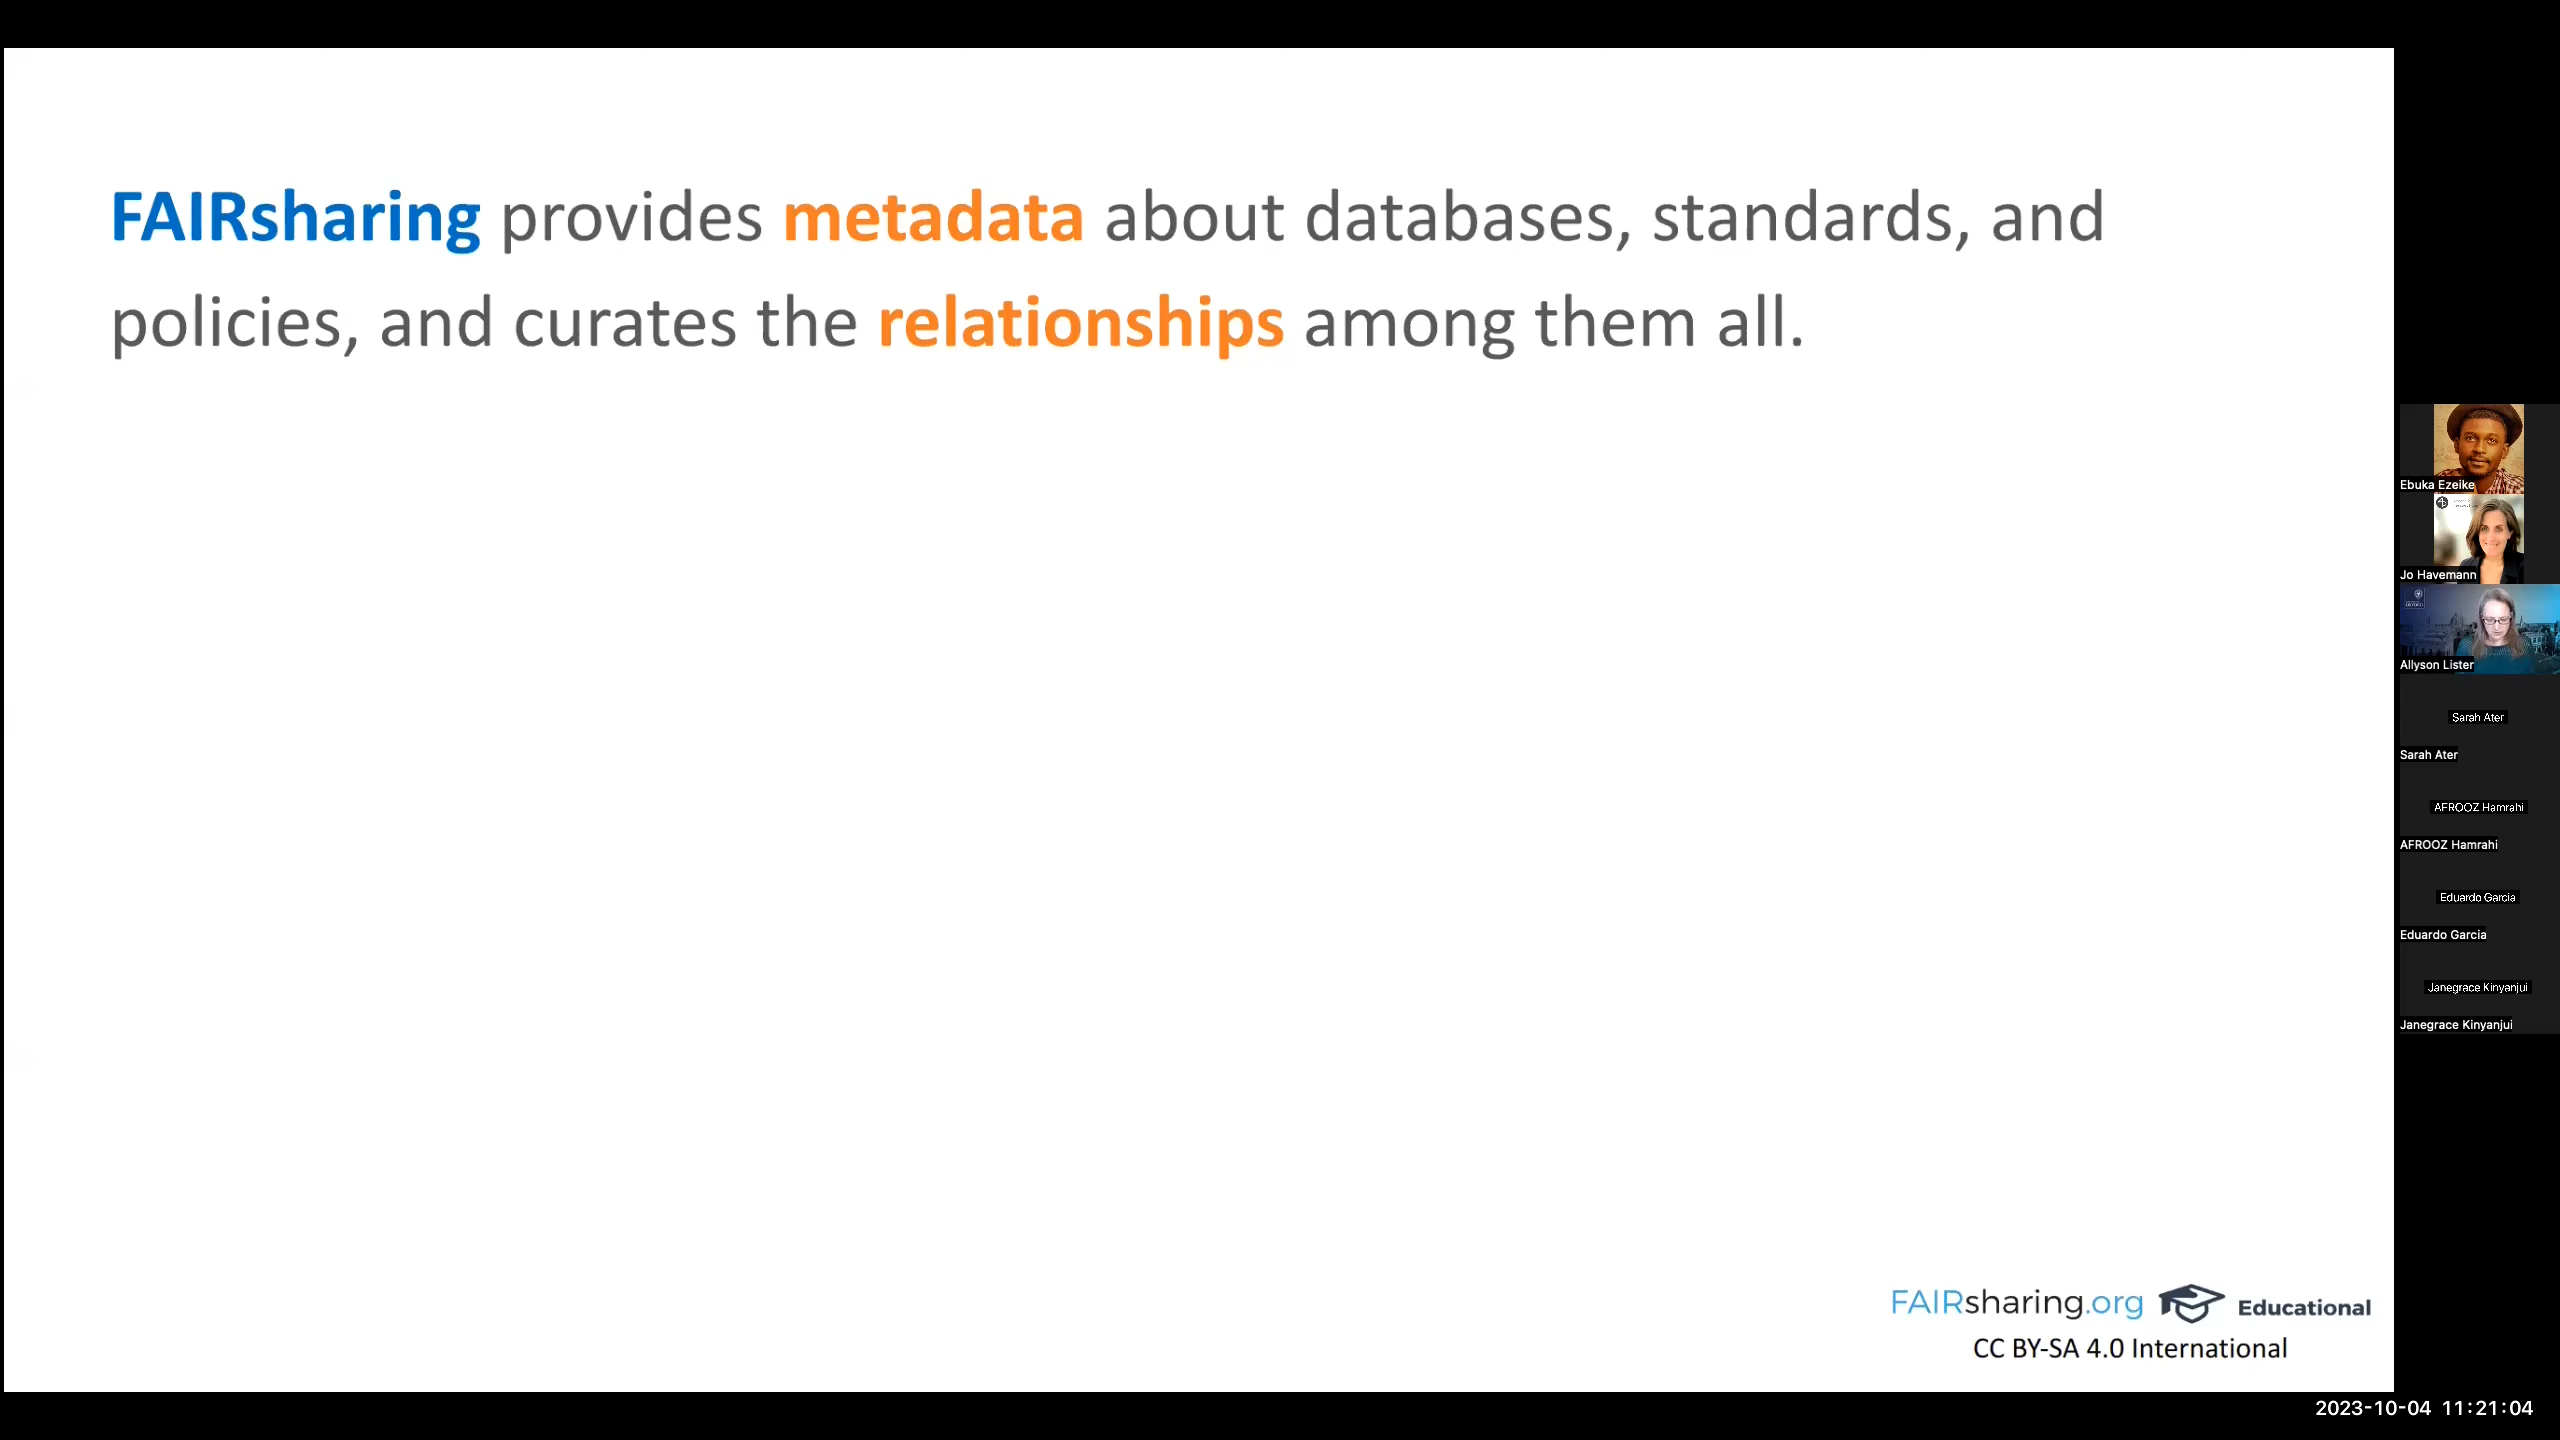 FAIRsharing provides metadata about databases, standards, and
policies, and curates the relationships among them all.
Ebuka Ezeike
Jo Havemann
Allyson Lister
Sarah Ater
Sarah Ater
AFROOZ Hamrahi
AFROOZ Hamrahi
Eduardo Garcia
Eduardo Garcia
Janegrace Kinyanjui
Janegrace Kinyanjui
FAIRsharing.org Educational
CC BY-SA 4.0 International
2023-10-04 11:21:04